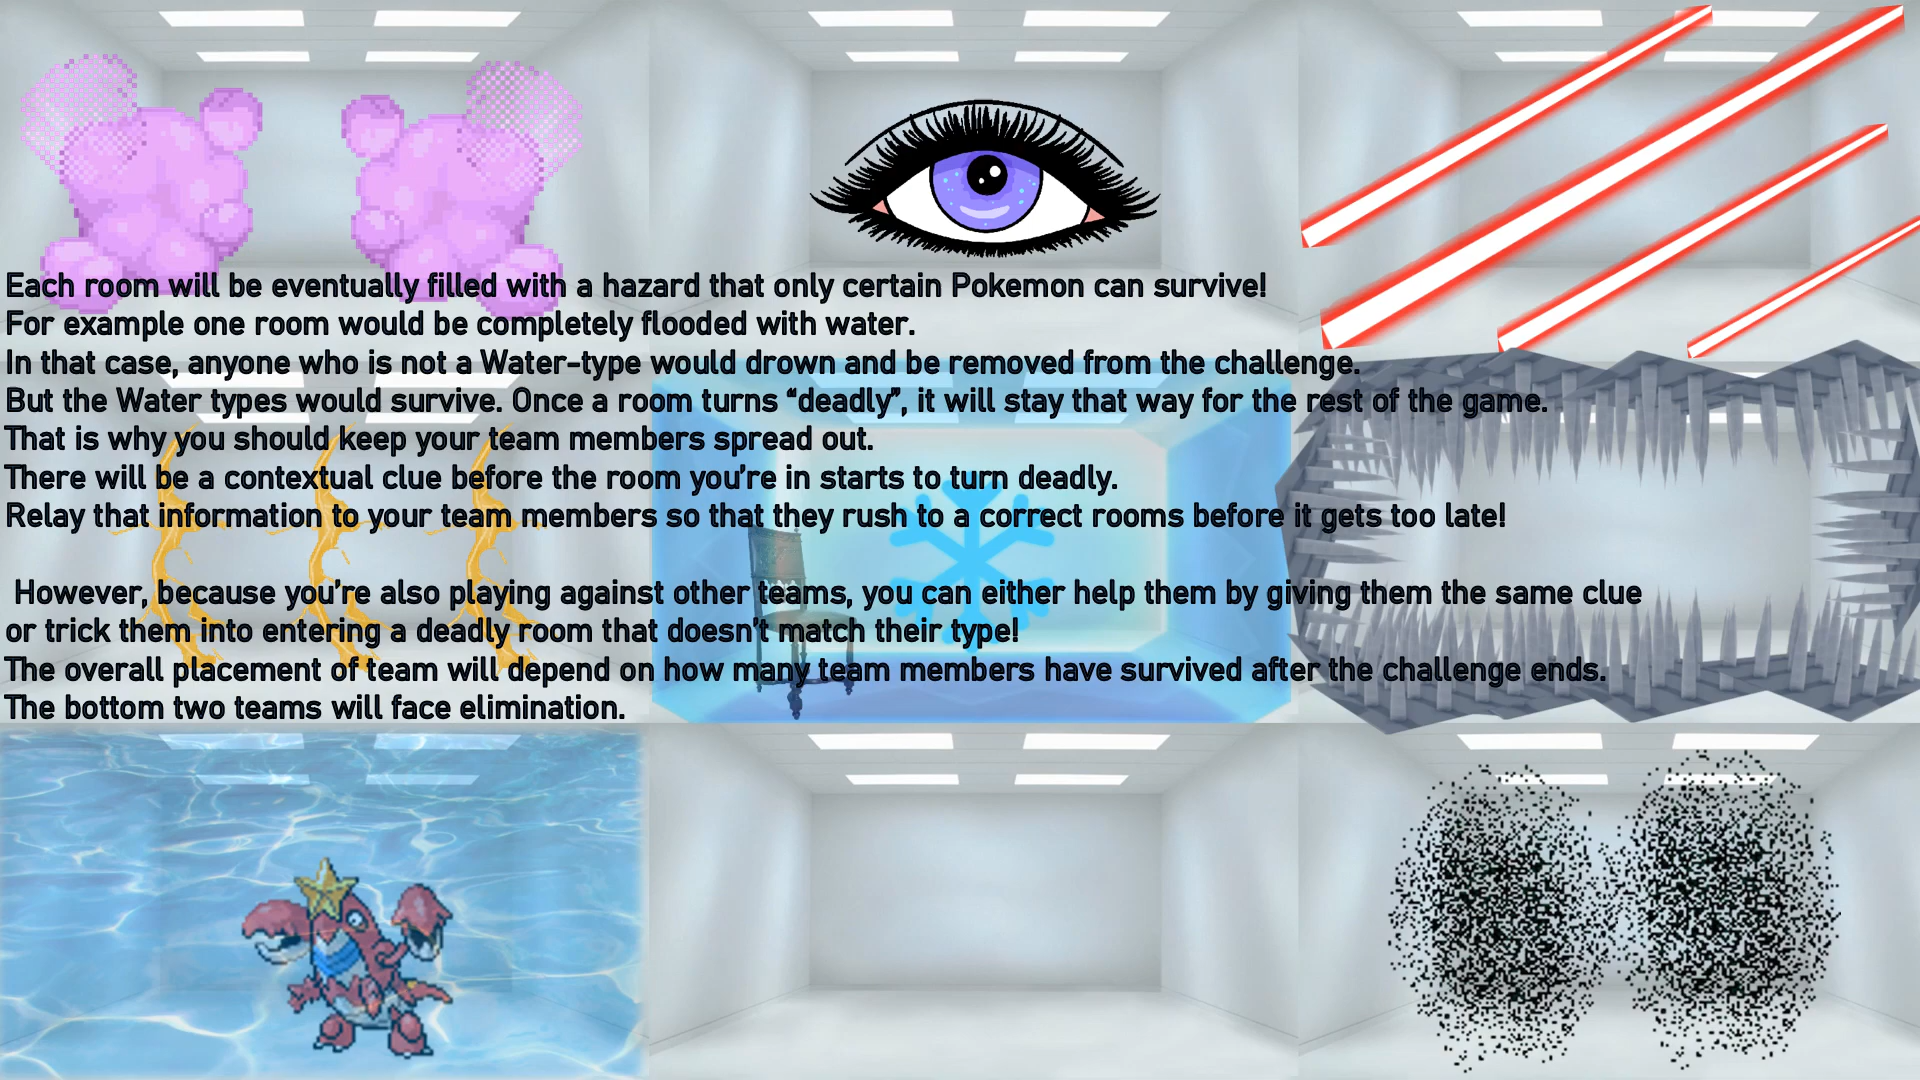 Each room will be eventually filled with a hazard that only certain Pokemon can survive!
For example one room would be completely flooded with water.
In that case, anyone who is not a Water-type would drown and be removed from the challenge.
But the Water types would survive. Once a room turns “deadly”, it will stay that way for the rest of the game.
That is why you should keep your team members spread out.
There will be a contextual clue before the room you’re in starts to turn deadly.
Relay that information to your team members so that they rush to a correct rooms before it gets too late!
However, because you’re also playing against other teams, you can either help them by giving them the same clue
or trick them into entering a deadly room that doesn’t match their type!
The overall placement of team will depend on how many team members have survived after the challenge ends.
The bottom two teams will face elimination.